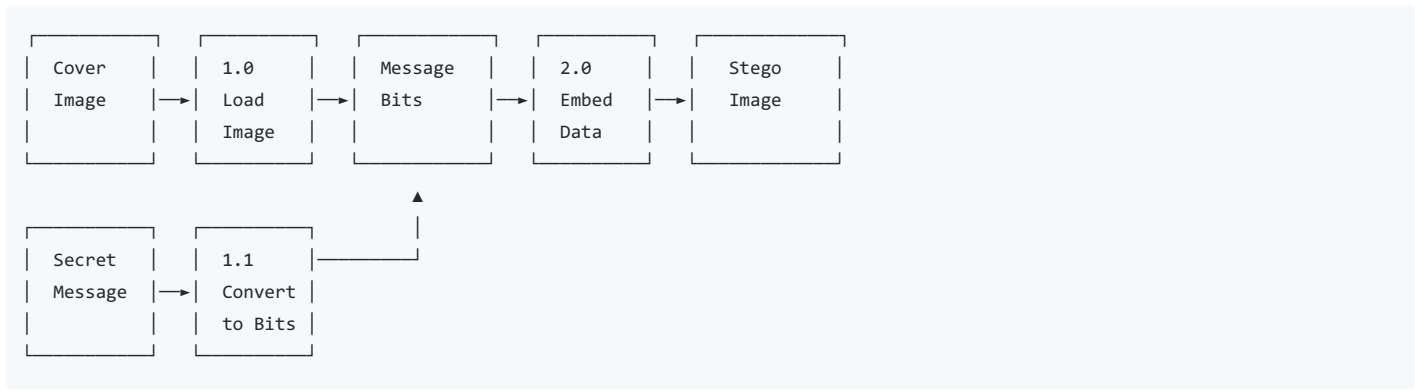 Cover 1.0 Message 2.0 Stego
Image Load Bits Embed Image
Image Data
Secret 1.1
Message Convert
to Bits